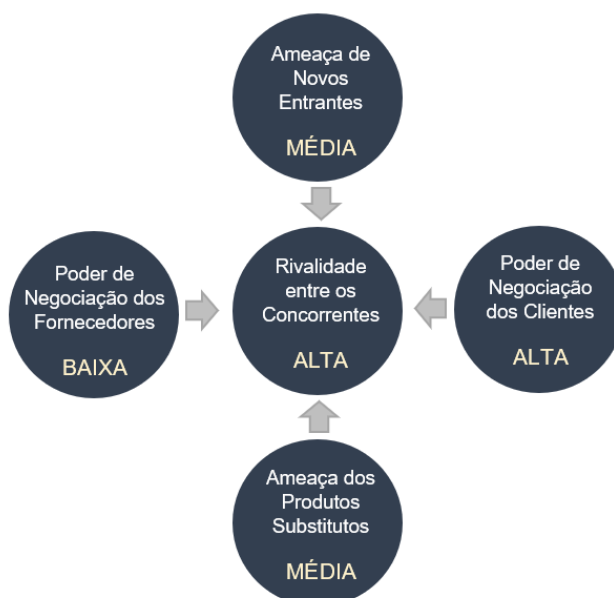 Ameaça de
Novos
Entrantes
MÉDIA
Poder de
Negociação dos
Fornecedores
BAIXA
Rivalidade
entre os
Concorrentes
ALTA
Poder de
Negociação
dos Clientes
ALTA
Ameaça dos
Produtos
Substitutos
MÉDIA